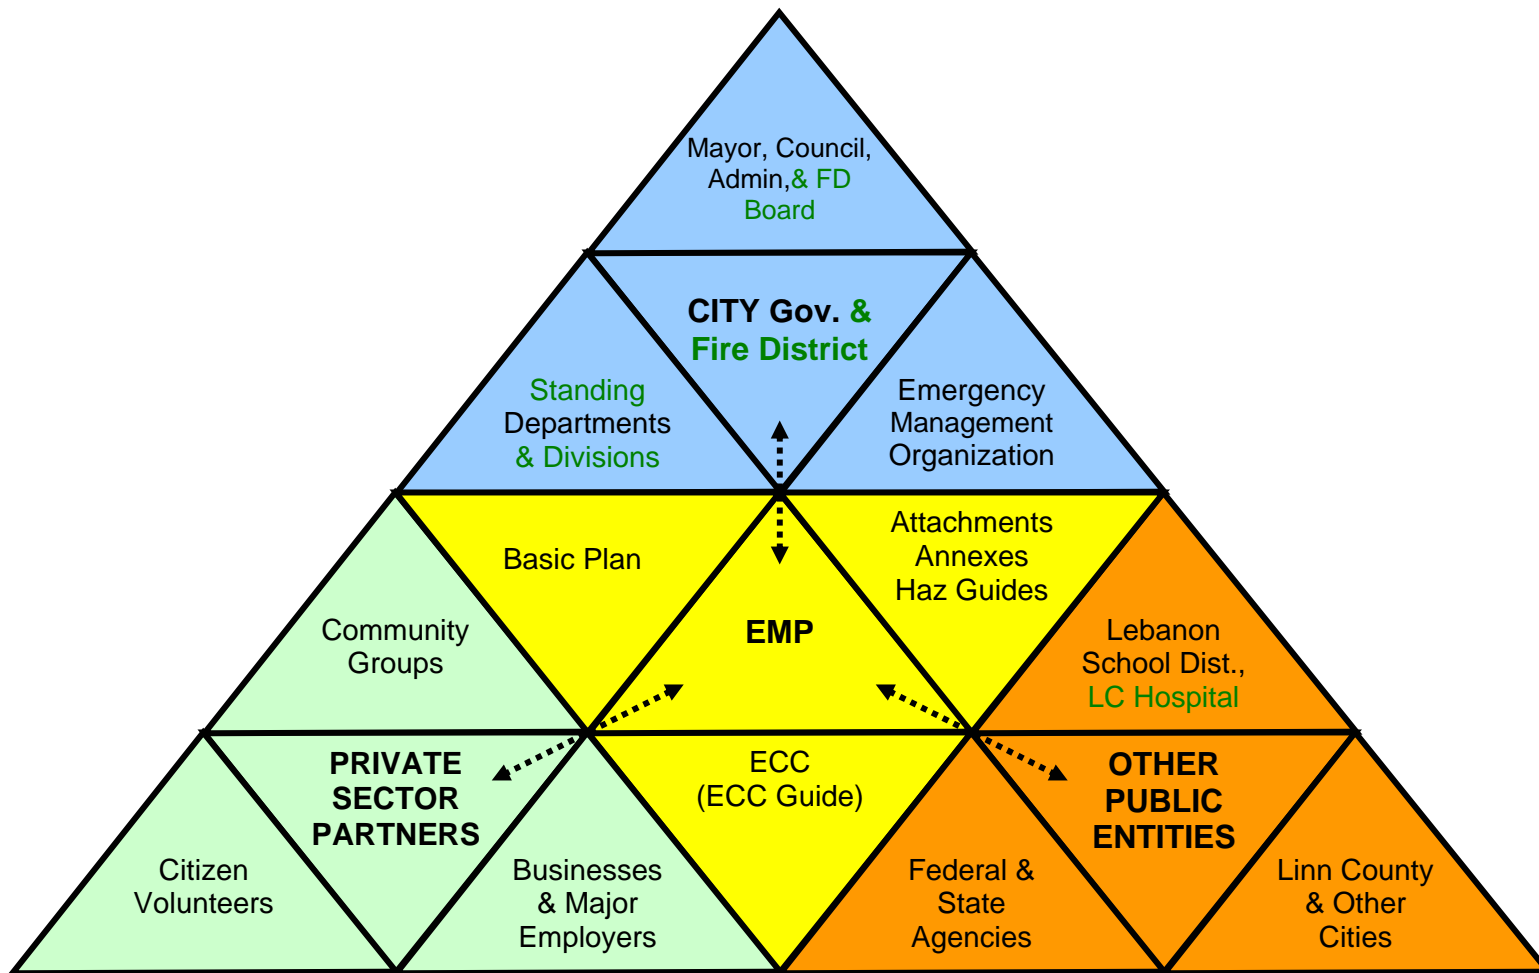 Mayor, Council,
Admin,& FD
Board
CITY Gov. &
Fire District
Standing
Departments
& Divisions
Emergency
Management
Organization
Basic Plan
Attachments
Annexes
Haz Guides
EMP
Community
Groups
Lebanon
School Dist.,
LC Hospital
PRIVATE
SECTOR
PARTNERS
ECC
(ECC Guide)
OTHER
PUBLIC
ENTITIES
Citizen
Volunteers
Businesses
& Major
Employers
Federal &
State
Agencies
Linn County
& Other
Cities